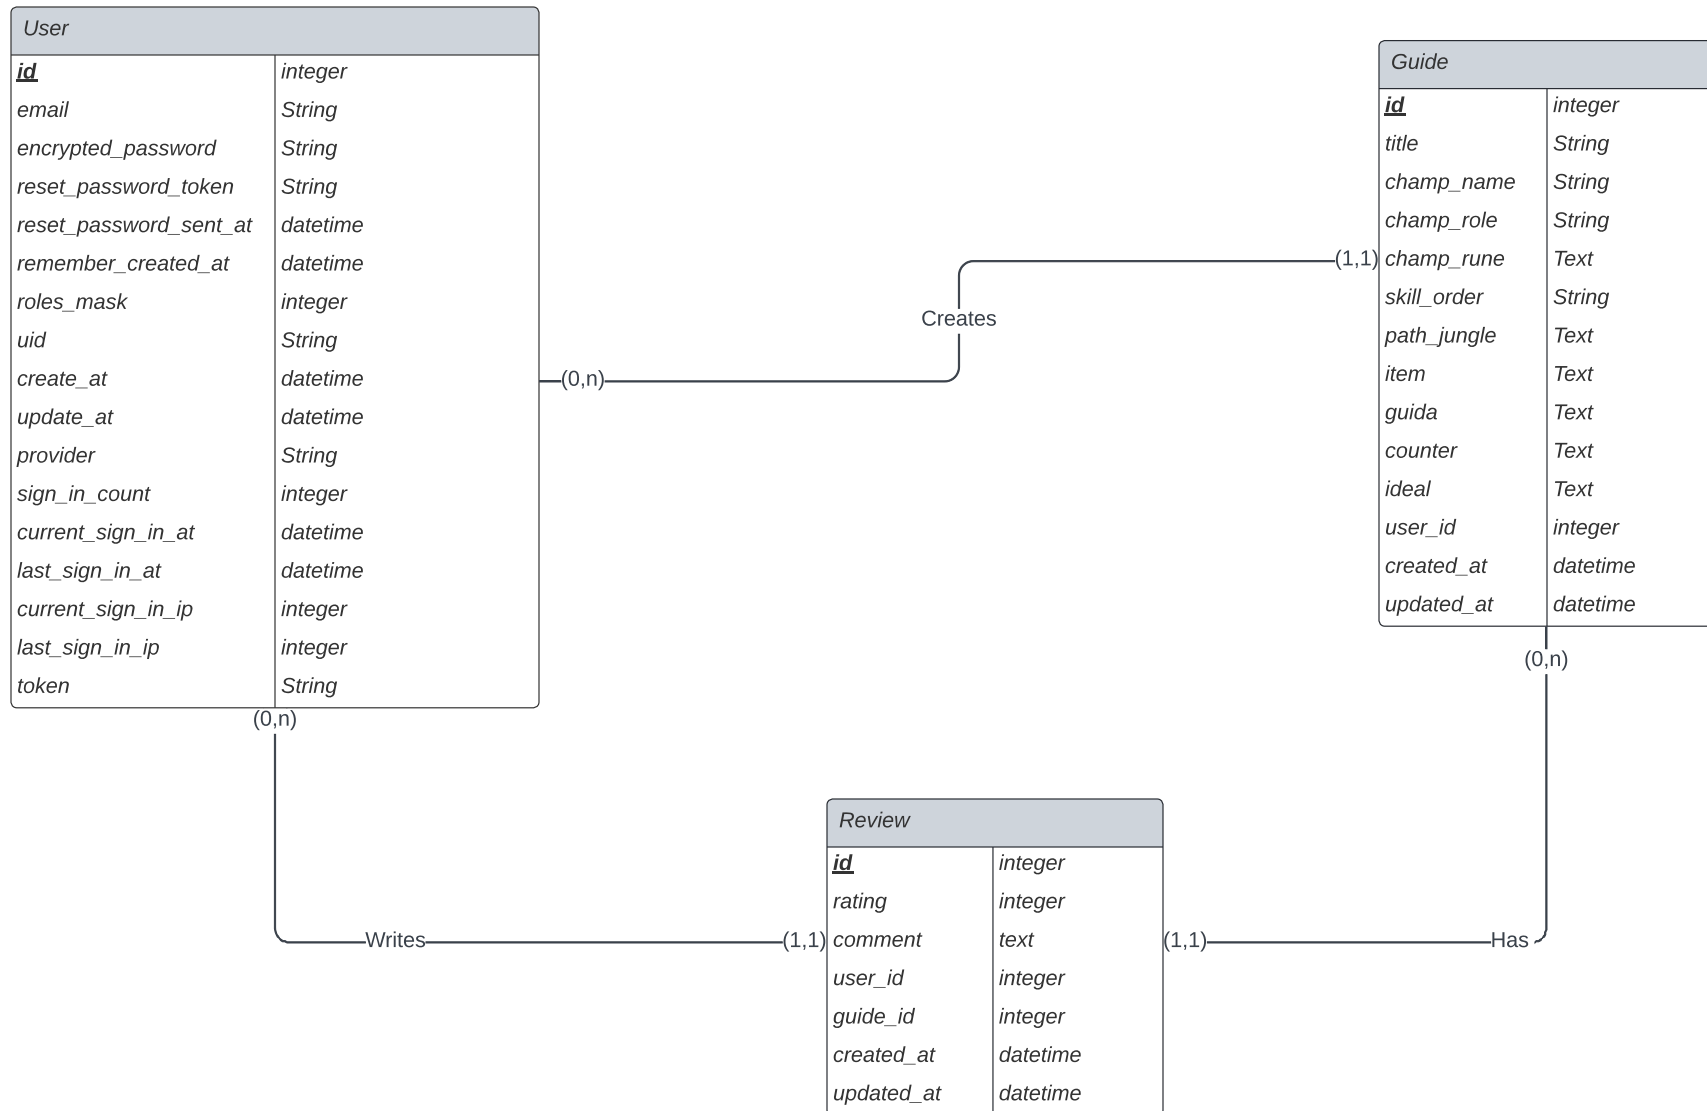 User
id integer
email String
encrypted_password String
reset_password_token String
reset_password_sent_at datetime
remember_created_at datetime
roles_mask integer
uid String
create_at datetime
update_at datetime
provider String
sign_in_count integer
current_sign_in_at datetime
last_sign_in_at datetime
current_sign_in_ip integer
last_sign_in_ip integer
token String
(0,n)
Creates
(1,1)
Guide
id integer
title String
champ_name String
champ_role String
champ_rune Text
skill_order String
path_jungle Text
item Text
guida Text
counter Text
ideal Text
user_id integer
created_at datetime
updated_at datetime
(0,n)
(0,n)
Writes
(1,1)
Review
id integer
rating integer
comment text
user_id integer
guide_id integer
created_at datetime
updated_at datetime
(1,1)
Has